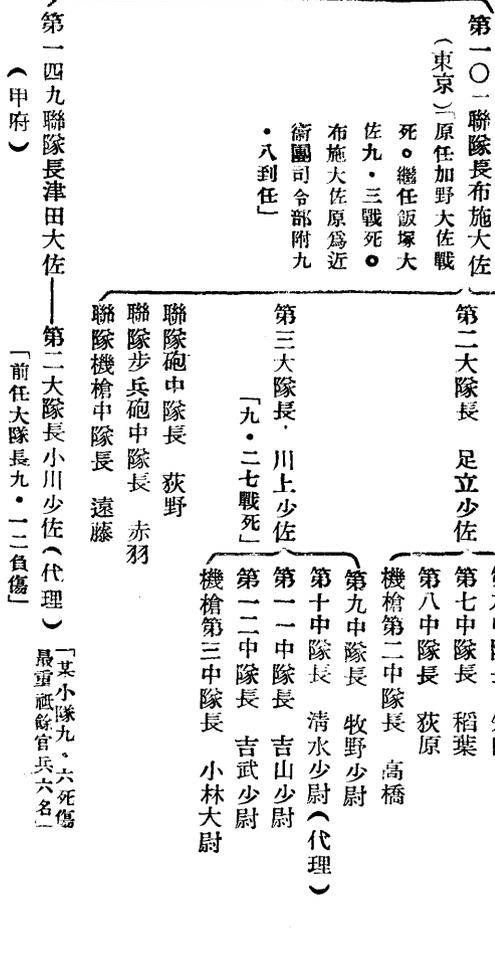 第一〇一聯隊長布施大佐
（東京）「原任加野大佐戰
死。繼任飯塚大
佐九・三戰死。
布施大佐原爲近
衞團司令部附九
・八到任」
第二大隊長　足立少佐
第七中隊長　稻葉
第八中隊長　荻原
機槍第二中隊長　高橋
第三大隊長・川上少佐
「九・二七戰死」
第九中隊長　牧野少尉
第十中隊長　淸水少尉（代理）
第一一中隊長　吉山少尉
第一二中隊長　吉武少尉
機槍第三中隊長　小林大尉
聯隊砲中隊長　荻野
聯隊步兵砲中隊長　赤羽
聯隊機槍中隊長　遠藤
第一四九聯隊長津田大佐——第二大隊長小川少佐（代理）
「某小隊九・六死傷
最重祇餘官兵六名」
（甲府）
「前任大隊長九・一二負傷」